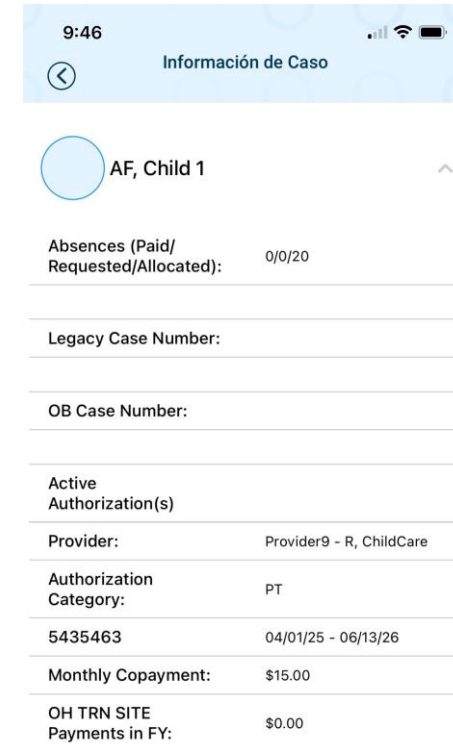 9:46
Información de Caso
AF, Child 1
Absences (Paid/
Requested/Allocated):
0/0/20
Legacy Case Number:
OB Case Number:
Active
Authorization(s)
Provider:
Provider9 - R, ChildCare
Authorization
Category:
PT
5435463
04/01/25 - 06/13/26
Monthly Copayment:
$15.00
OH TRN SITE
Payments in FY:
$0.00